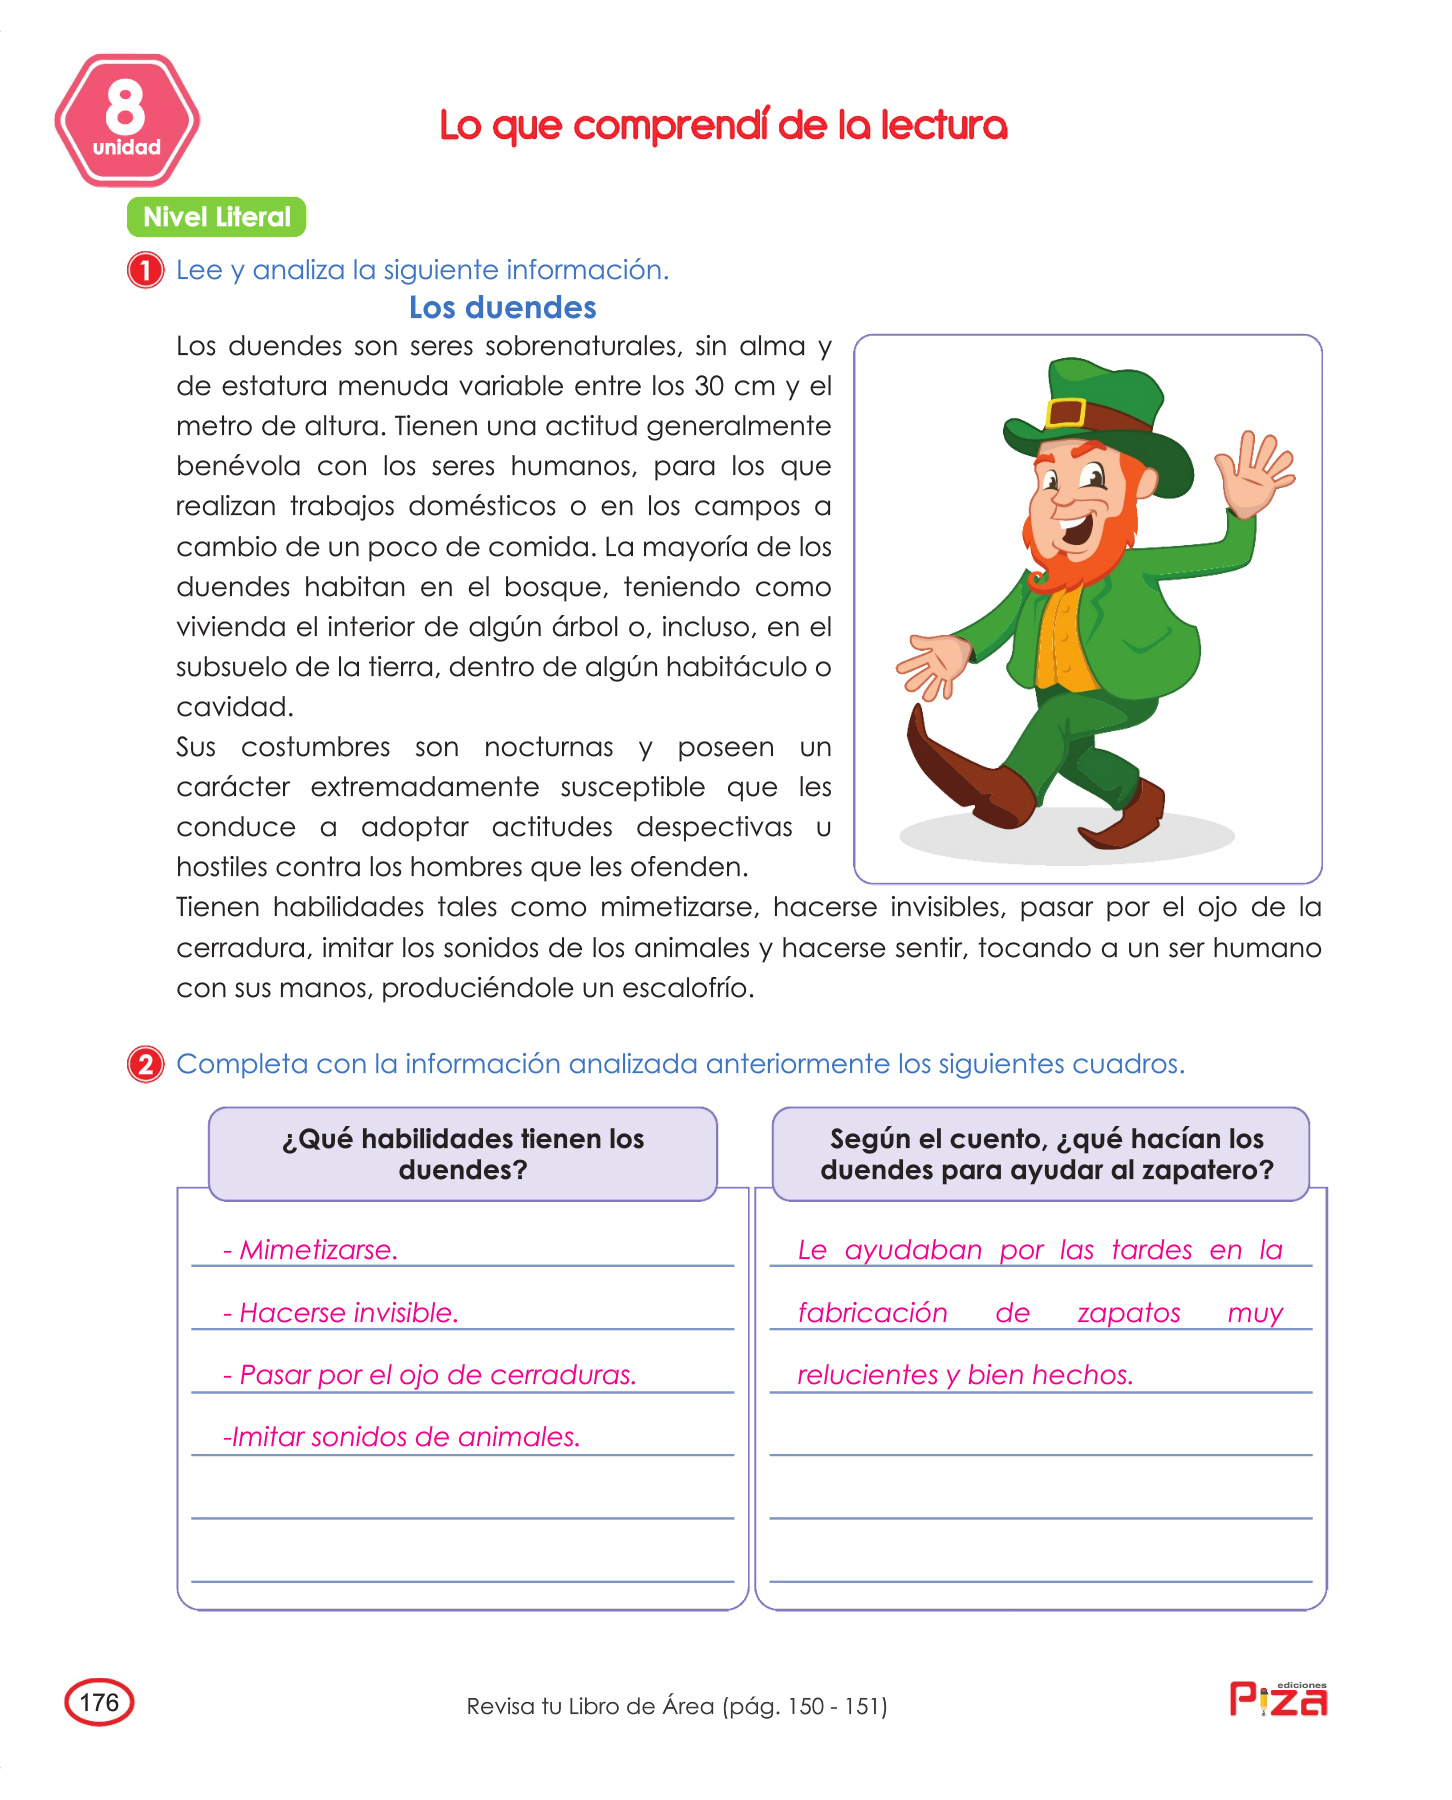 8
unidad
Lo que comprendí de la lectura
Nivel Literal
1 Lee y analiza la siguiente información.
Los duendes
Los duendes son seres sobrenaturales, sin alma y
de estatura menuda variable entre los 30 cm y el
metro de altura. Tienen una actitud generalmente
benévola con los seres humanos, para los que
realizan trabajos domésticos o en los campos a
cambio de un poco de comida. La mayoría de los
duendes habitan en el bosque, teniendo como
vivienda el interior de algún árbol o, incluso, en el
subsuelo de la tierra, dentro de algún habitáculo o
cavidad.
Sus costumbres son nocturnas y poseen un
carácter extremadamente susceptible que les
conduce a adoptar actitudes despectivas u
hostiles contra los hombres que les ofenden.
Tienen habilidades tales como mimetizarse, hacerse invisibles, pasar por el ojo de la
cerradura, imitar los sonidos de los animales y hacerse sentir, tocando a un ser humano
con sus manos, produciéndole un escalofrío.
2 Completa con la información analizada anteriormente los siguientes cuadros.
¿Qué habilidades tienen los
duendes?
- Mimetizarse.
- Hacerse invisible.
- Pasar por el ojo de cerraduras.
-Imitar sonidos de animales.
Según el cuento, ¿qué hacían los
duendes para ayudar al zapatero?
Le ayudaban por las tardes en la
fabricación de zapatos muy
relucientes y bien hechos.
176
Revisa tu Libro de Área (pág. 150 - 151)
ediciones
Piza